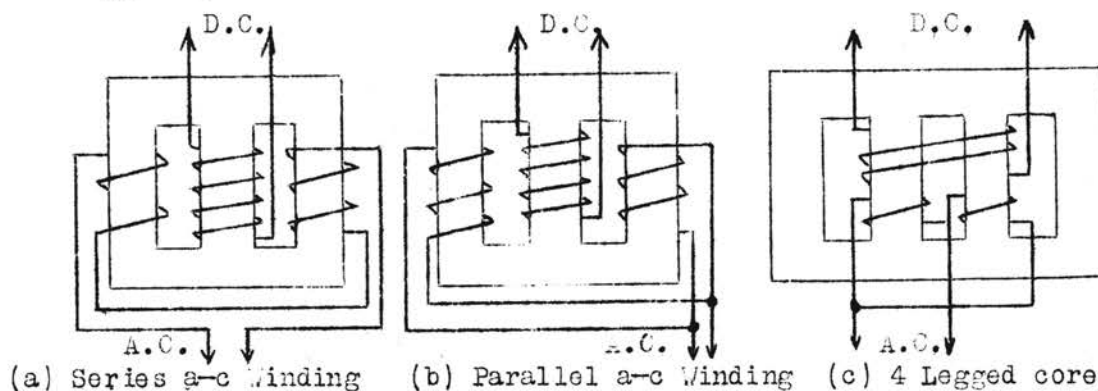 D.C. D.C. D.C.
A.C. A.C. A.C.
(a) Series a-c Winding (b) Parallel a-c Winding (c) 4 Legged core